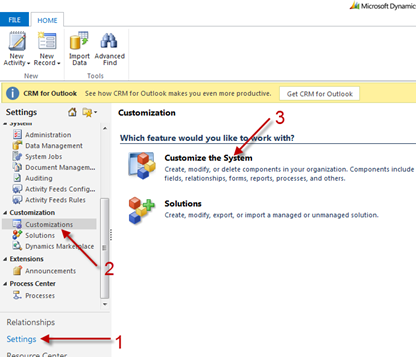 Microsoft Dynamic
FILE
HOME
New
Activity
New
Record
Import
Data
Advanced
Find
New
Tools
CRM for Outlook
See how CRM for Outlook makes you even more productive.
Get CRM for Outlook
Settings
System
Administration
Data Management
System Jobs
Document Managem...
Auditing
Activity Feeds Config...
Activity Feeds Rules
Customization
Customizations
Solutions
Dynamics Marketplace
Extensions
Announcements
Process Center
Processes
Relationships
Settings
Resource Center
Customization
Which feature would you like to work with?
Customize the System
Create, modify, or delete components in your organization. Components include
fields, relationships, forms, reports, processes, and others.
Solutions
Create, modify, export, or import a managed or unmanaged solution.
3
2
1